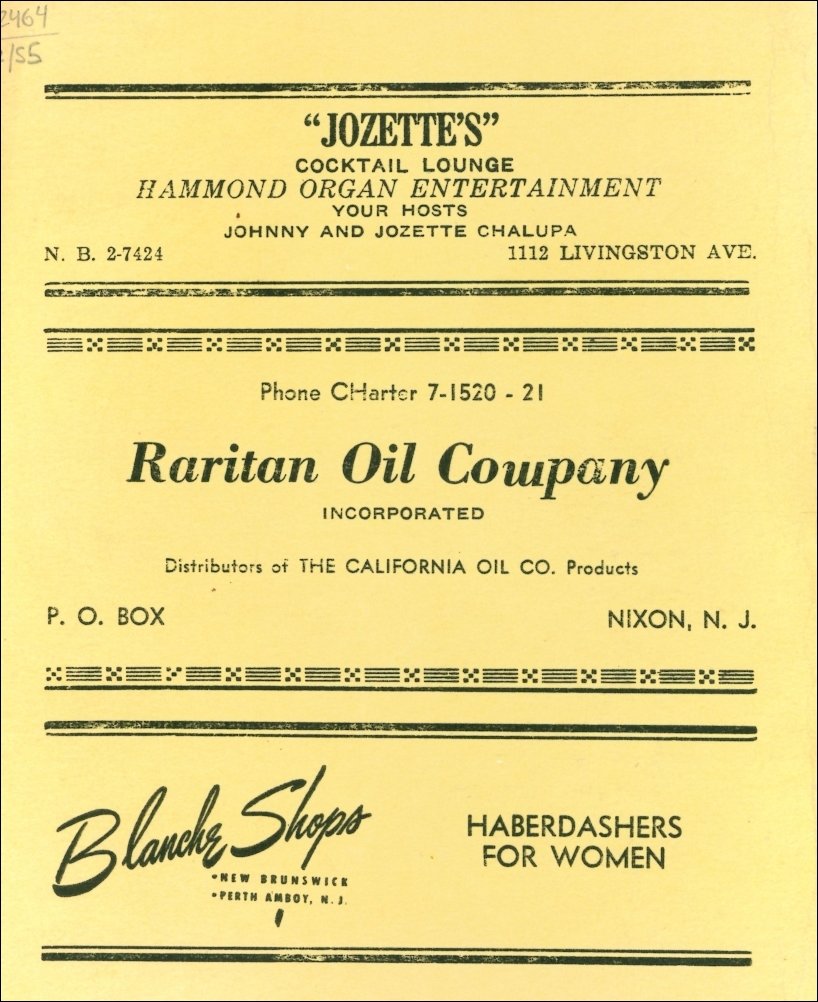 2464
/55
“JOZETTE'S”
COCKTAIL LOUNGE
HAMMOND ORGAN ENTERTAINMENT
YOUR HOSTS
JOHNNY AND JOZETTE CHALUPA
N. B. 2-7424 1112 LIVINGSTON AVE.
Phone CHarter 7-1520 - 21
Raritan Oil Company
INCORPORATED
Distributors of THE CALIFORNIA OIL CO. Products
P. O. BOX NIXON, N. J.
Blanche Shops
•NEW BRUNSWICK
•PERTH AMBOY, N. J.
HABERDASHERS
FOR WOMEN